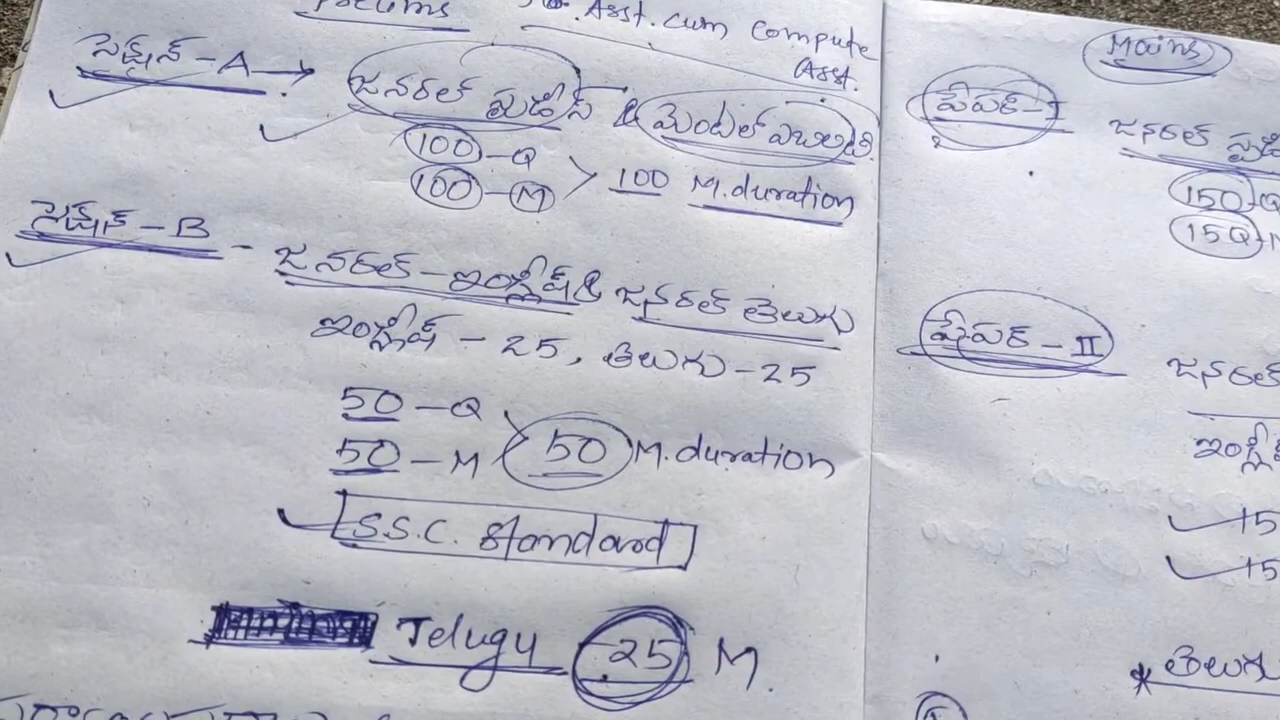 Asst. cum Compute
Asst.
సెక్షన్ - A →
జనరల్ స్టడీస్ & మెంటల్ ఎబిలిటి.
100 - Q
100 - M > 100 M.duration
సెక్షన్ - B -
జనరల్ - ఇంగ్లీష్ & జనరల్ తెలుగు
ఇంగ్లీష్ - 25, తెలుగు - 25
50 - Q
50 - M > 50 M.duration
S.S.C. Standard
Telugu 25 M.
Mains
పేపర్ - I
జనరల్
150 Q
150 M
పేపర్ - II
జనరల్
15
15
* తెలుగు